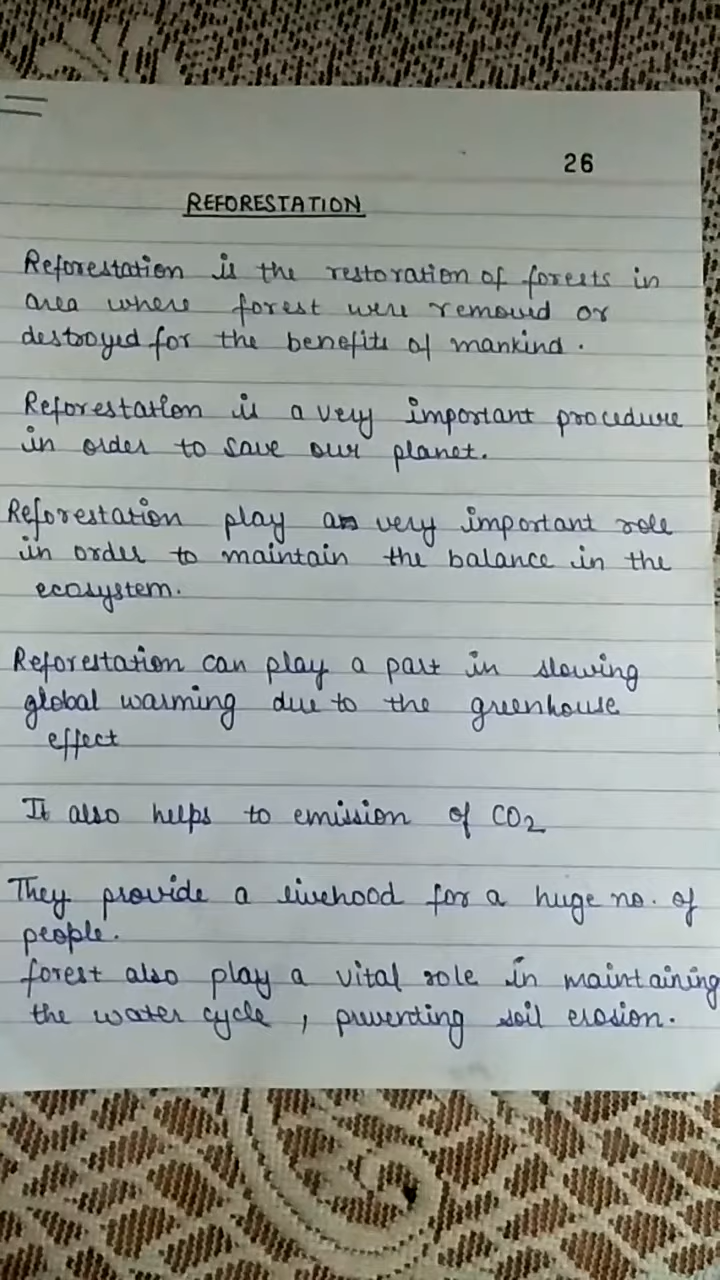 26
REFORESTATION
Reforestation is the restoration of forests in
area where forest were removed or
destroyed for the benefits of mankind.
Reforestation is a very important procedure
in order to save our planet.
Reforestation play a very important role
in order to maintain the balance in the
ecosystem.
Reforestation can play a part in slowing
global warming due to the greenhouse
effect
It also helps to emission of CO2
They provide a livehood for a huge no. of
people.
forest also play a vital role in maintaining
the water cycle, preventing soil erosion.